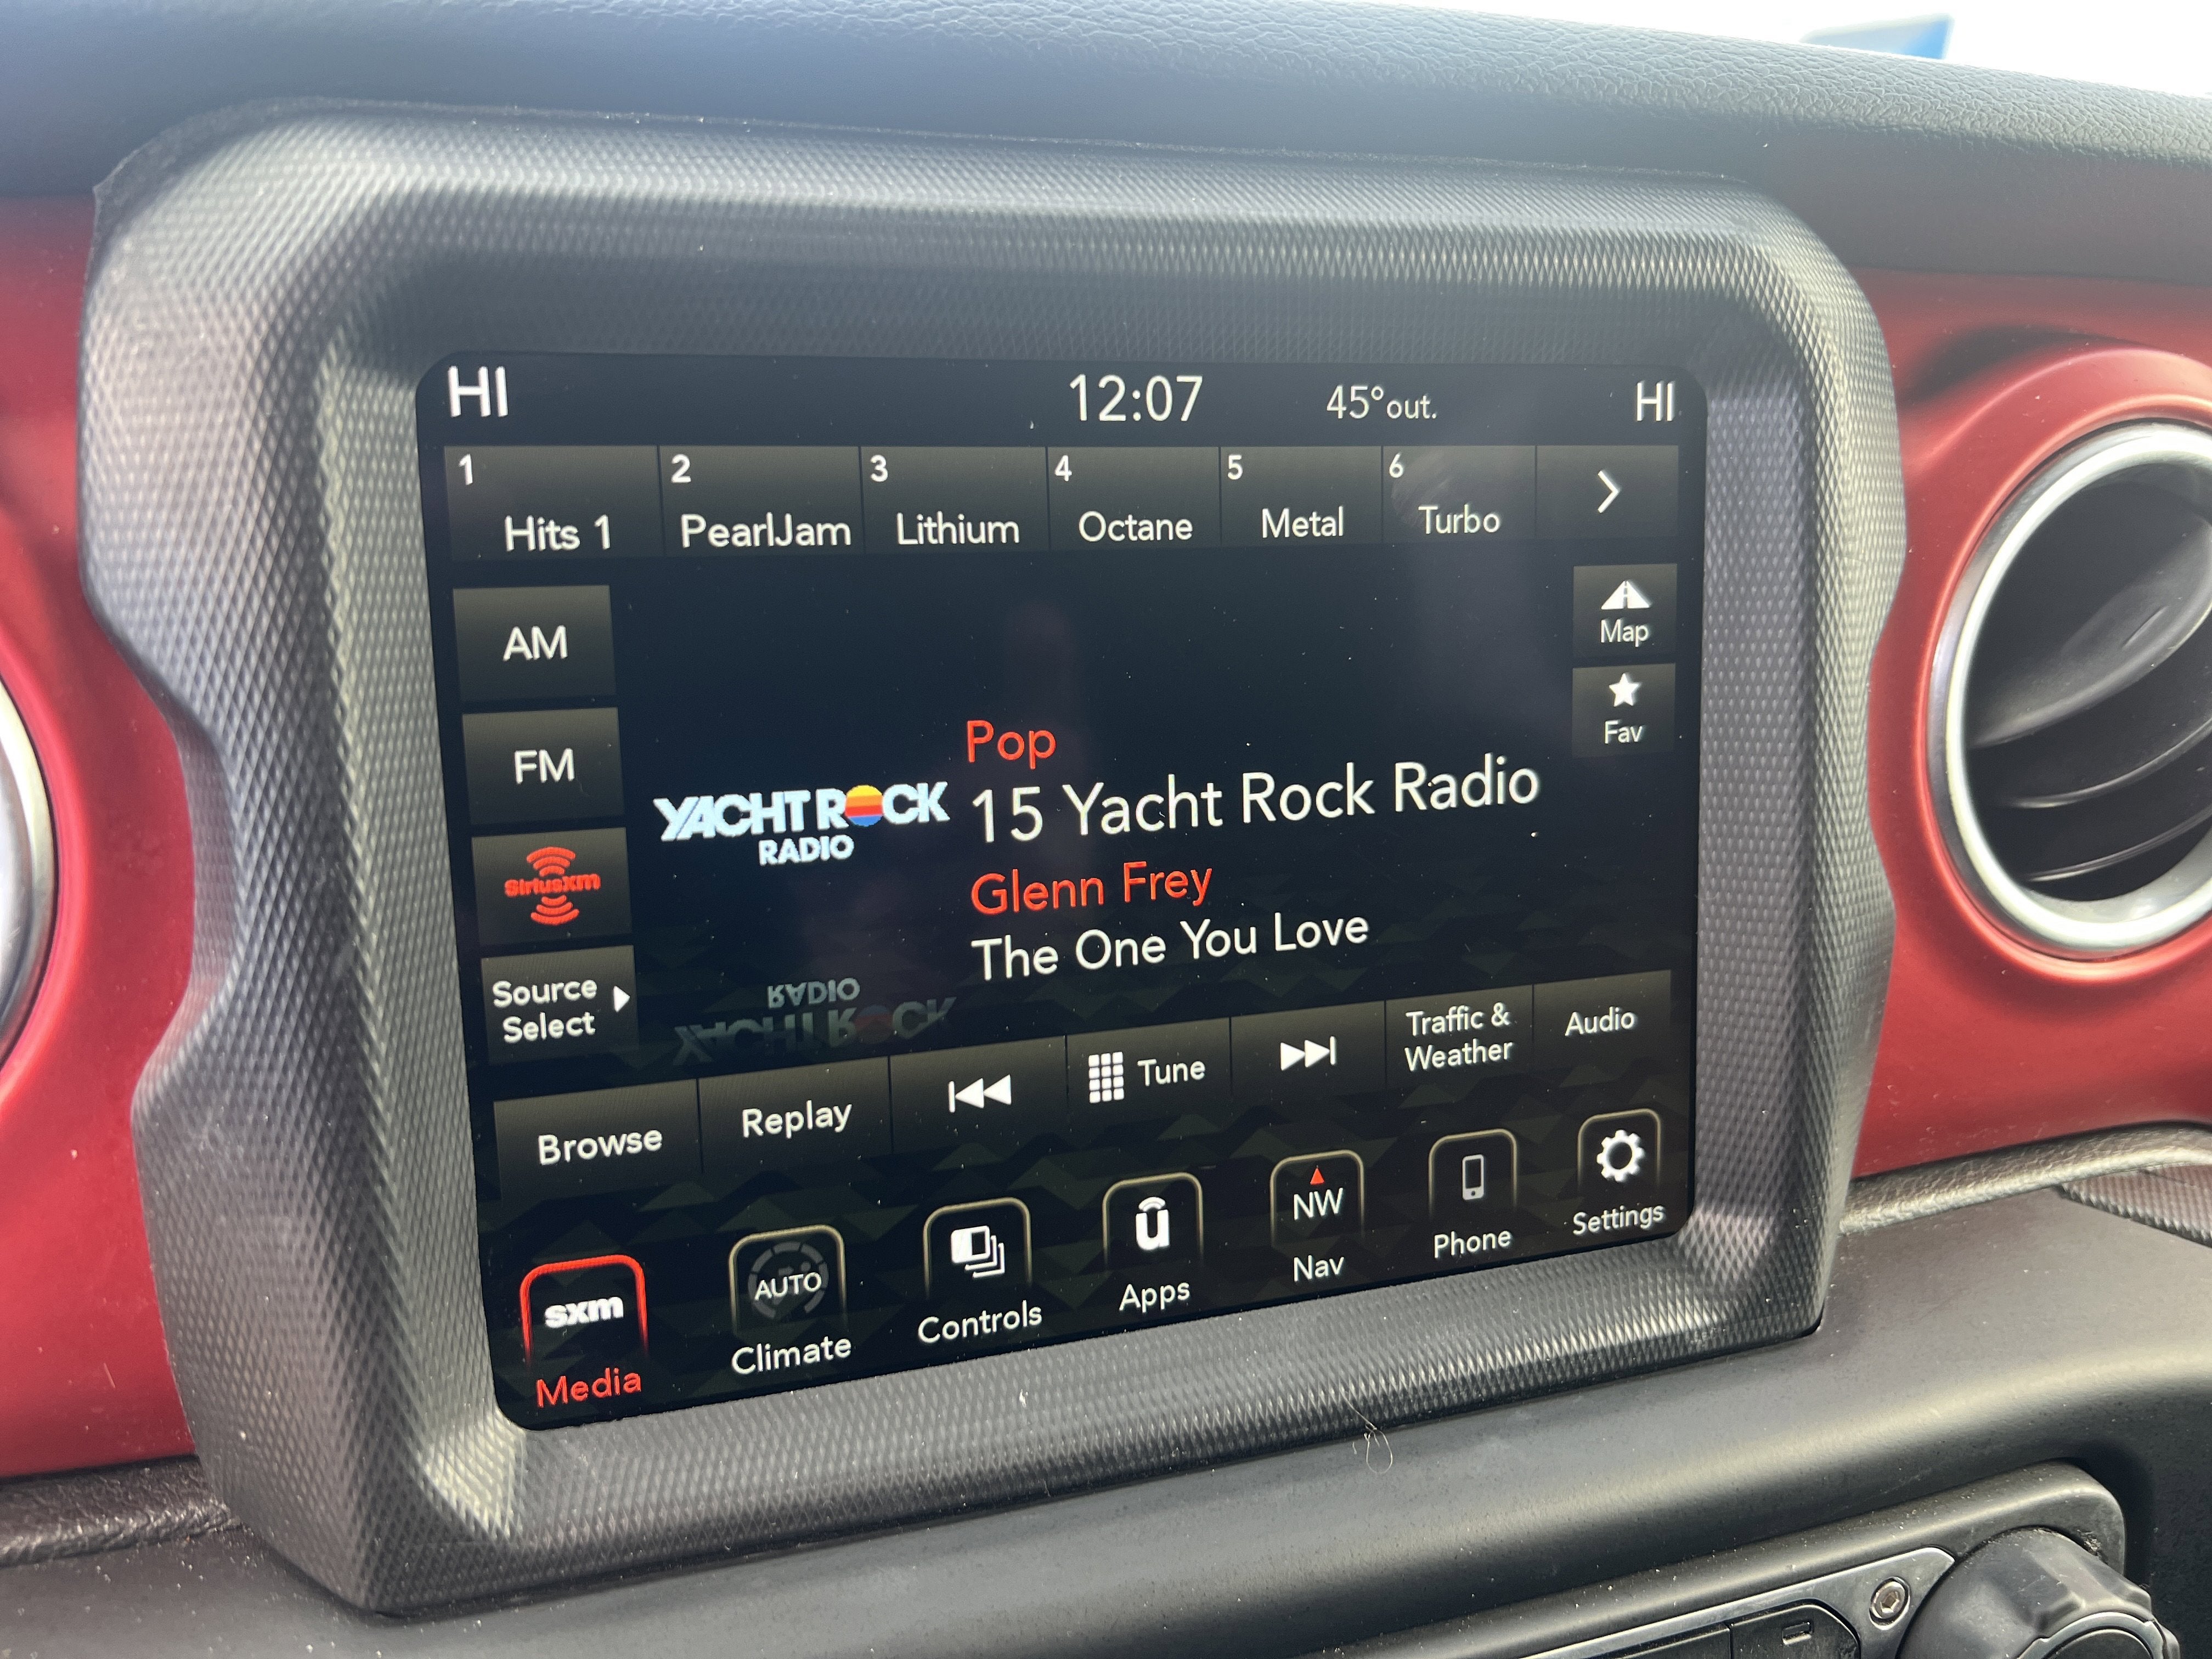 HI 12:07 45°out. HI
1 2 3 4 5 6
Hits 1 PearlJam Lithium Octane Metal Turbo
AM
Map
FM
Fav
Pop
YACHT ROCK
RADIO
15 Yacht Rock Radio
SiriusXM
Glenn Frey
The One You Love
Source
Select
RADIO
YACHT ROCK
Browse
Replay
Tune
Traffic &
Weather
Audio
sxm
Media
AUTO
Climate
Controls
u
Apps
NW
Nav
Phone
Settings